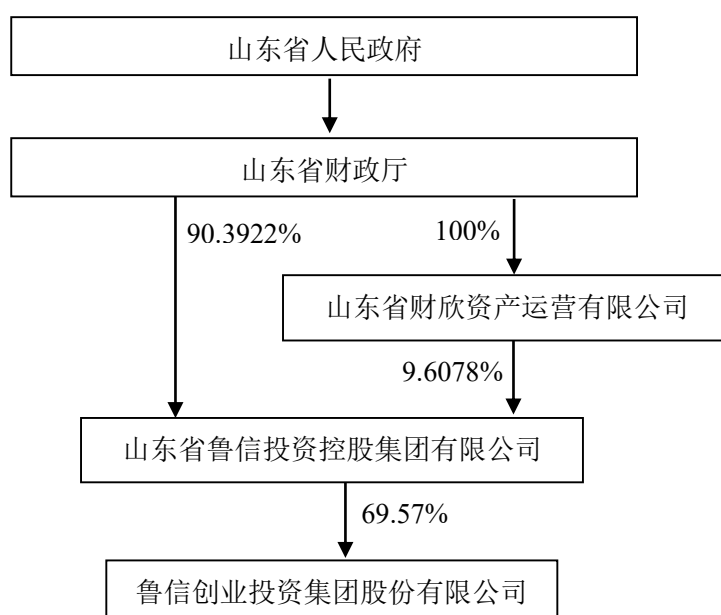 山东省人民政府
山东省财政厅
90.3922%
100%
山东省财欣资产运营有限公司
9.6078%
山东省鲁信投资控股集团有限公司
69.57%
鲁信创业投资集团股份有限公司